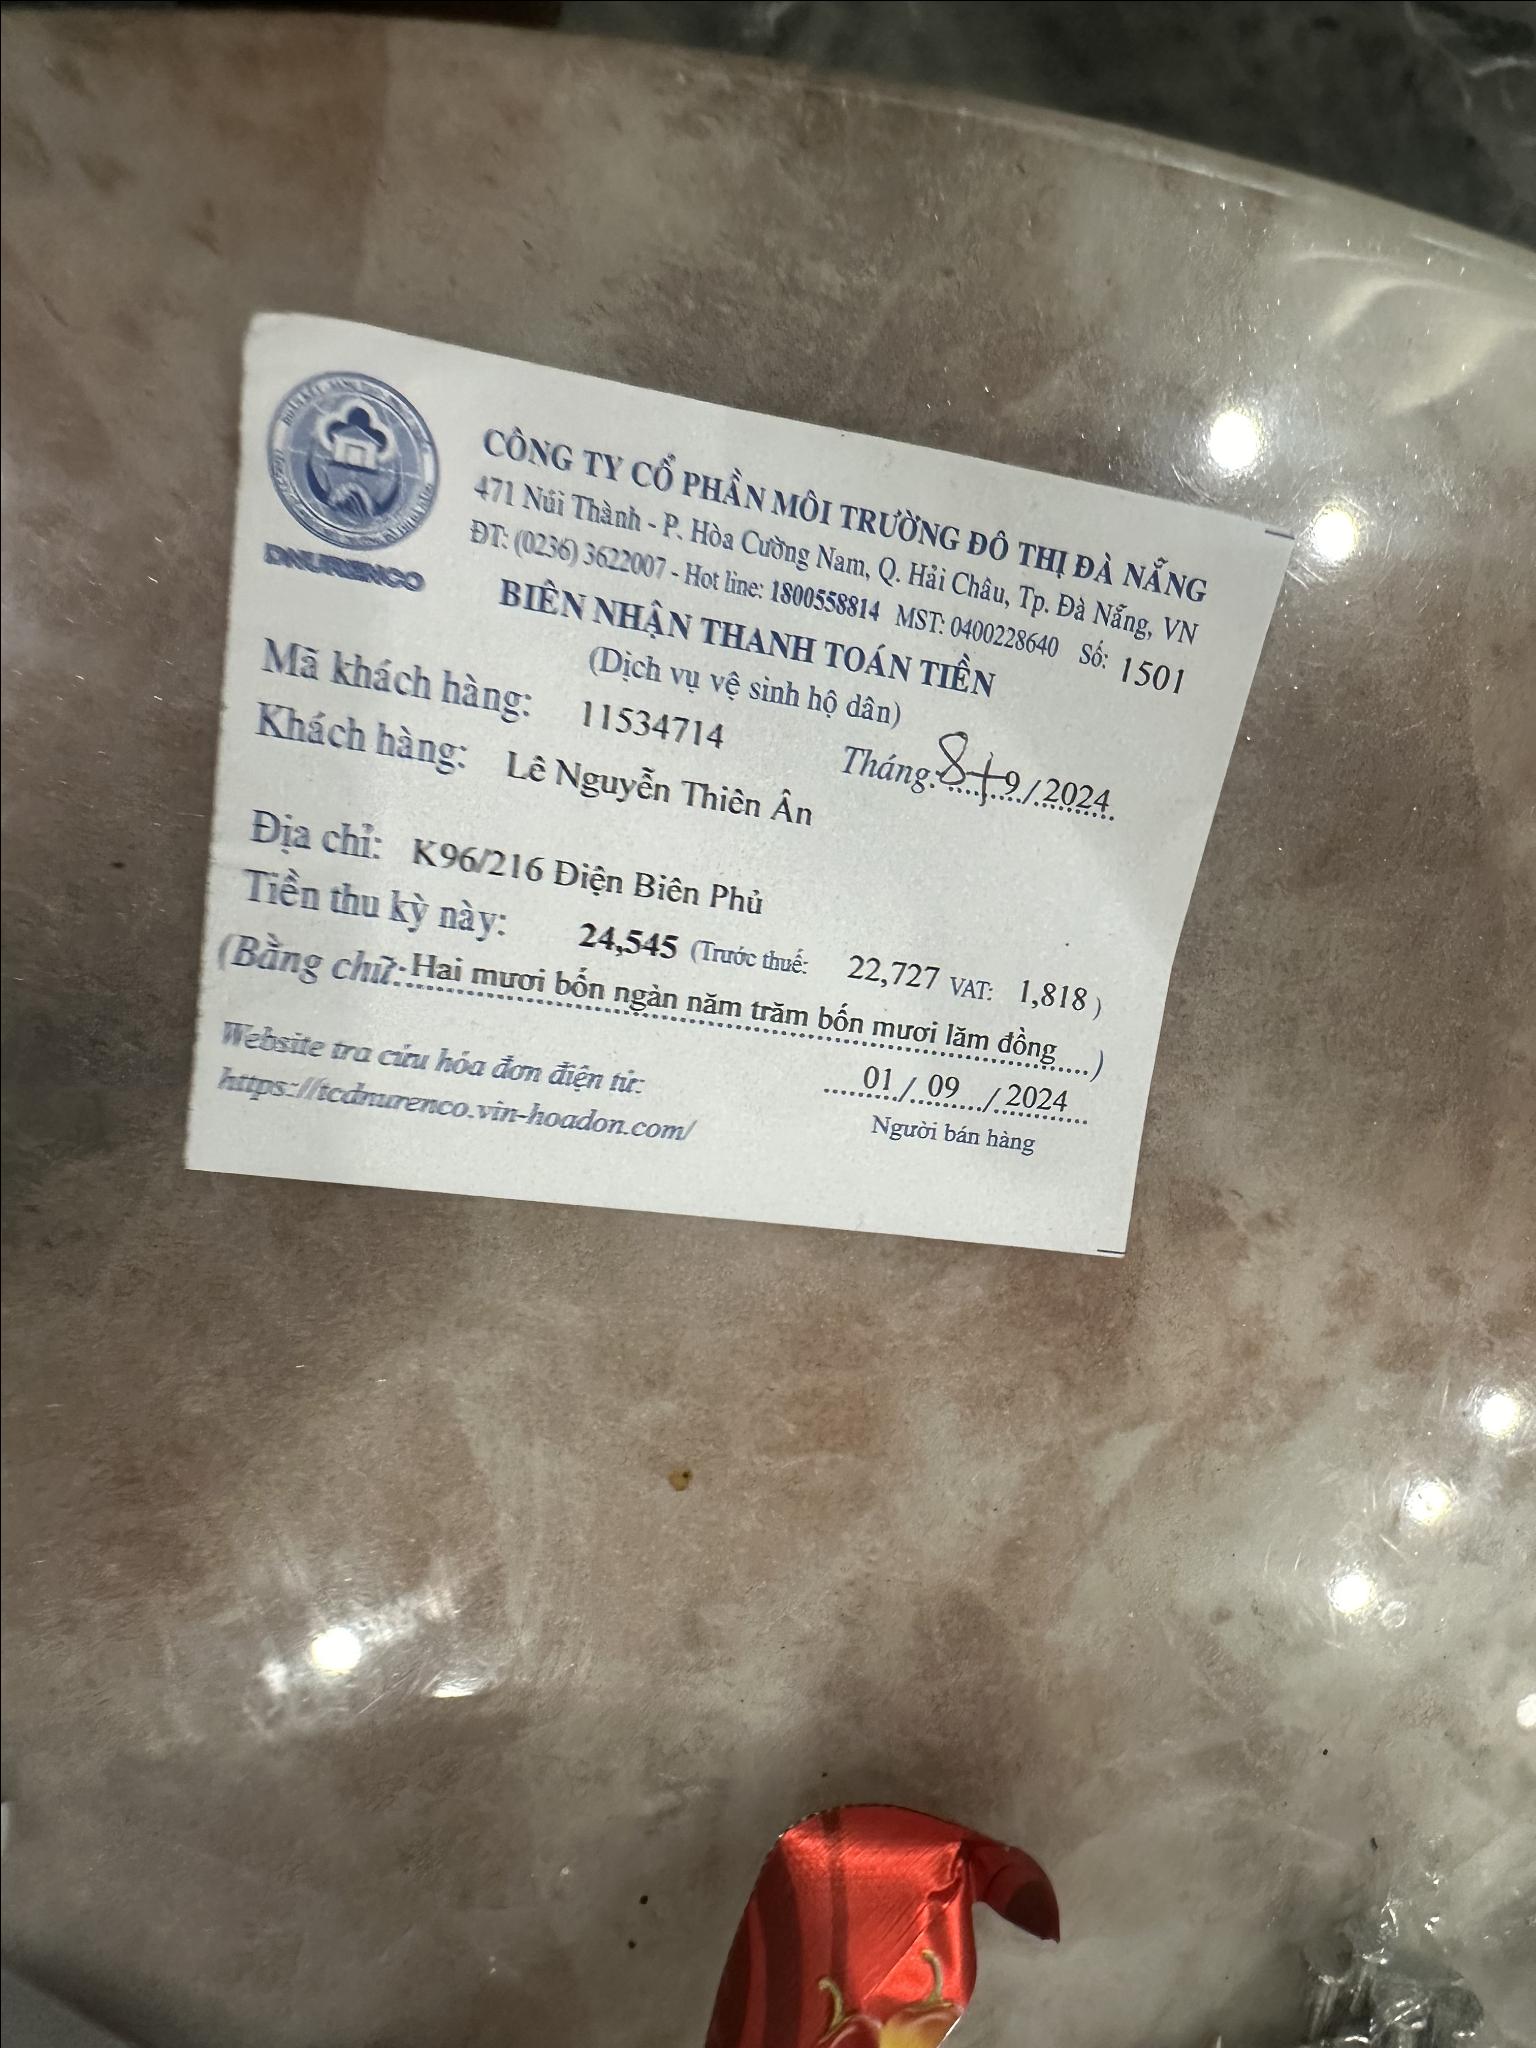 DNURENCO
CÔNG TY CỔ PHẦN MÔI TRƯỜNG ĐÔ THỊ ĐÀ NẴNG
471 Núi Thành - P. Hòa Cường Nam, Q. Hải Châu, Tp. Đà Nẵng, VN
ĐT: (0236) 3622007 - Hot line: 1800558814 MST: 0400228640 Số: 1501
BIÊN NHẬN THANH TOÁN TIỀN
(Dịch vụ vệ sinh hộ dân)
Mã khách hàng: 11534714
Tháng 8+9/2024
Khách hàng: Lê Nguyễn Thiên Ân
Địa chỉ: K96/216 Điện Biên Phủ
Tiền thu kỳ này: 24,545 (Trước thuế: 22,727 VAT: 1,818 )
(Bằng chữ: Hai mươi bốn ngàn năm trăm bốn mươi lăm đồng.....)
Website tra cứu hóa đơn điện tử:
https://tcdnurenco.vin-hoadon.com/
01/ 09 / 2024
Người bán hàng